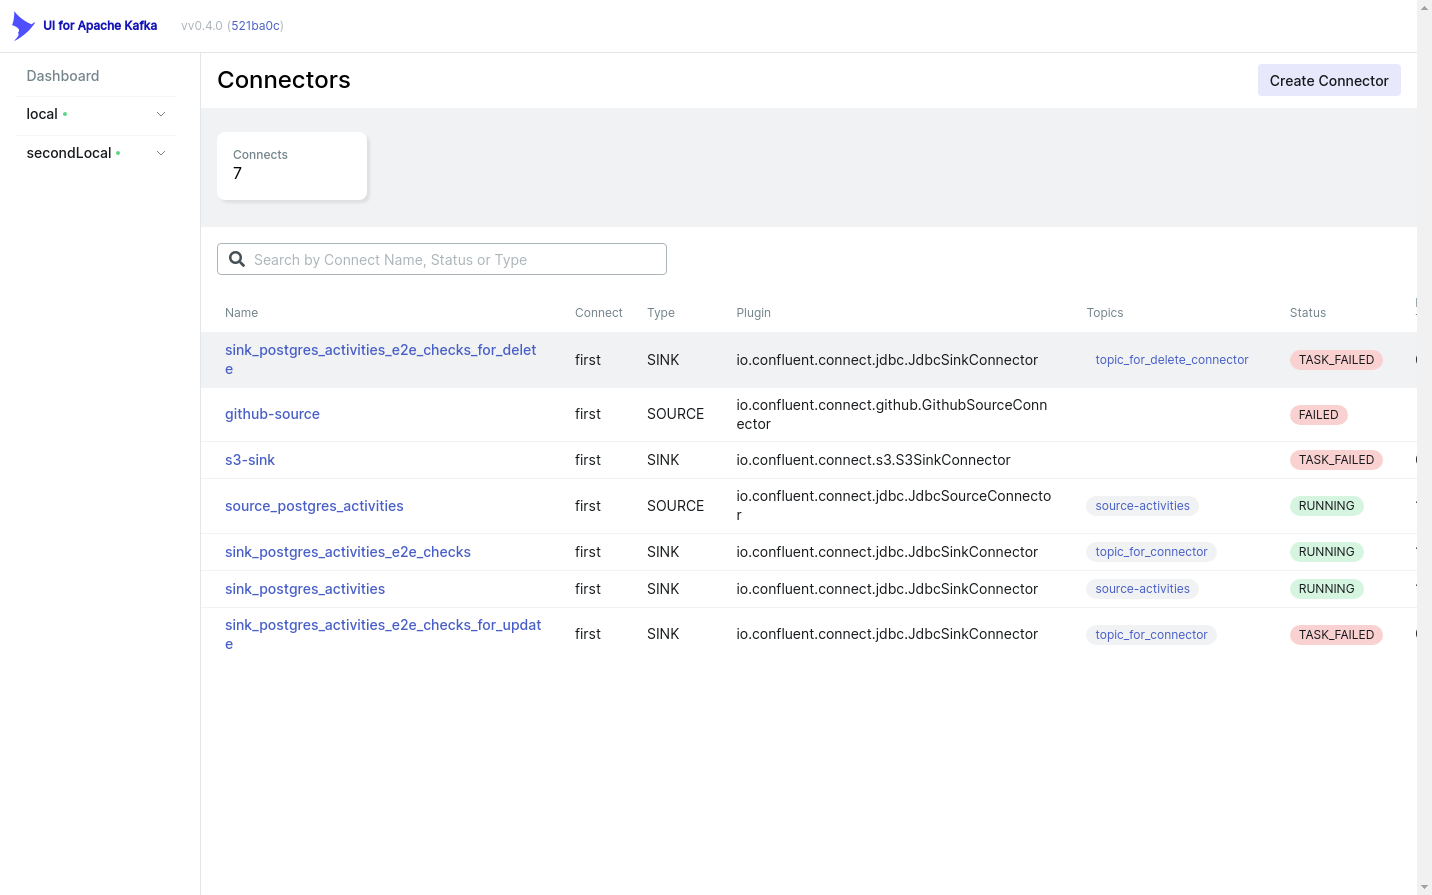 UI for Apache Kafka vv0.4.0 (521ba0c)
Dashboard
local
secondLocal
Connectors
Create Connector
Connects
7
Search by Connect Name, Status or Type
Name Connect Type Plugin Topics Status
sink_postgres_activities_e2e_checks_for_delet
e
first SINK io.confluent.connect.jdbc.JdbcSinkConnector topic_for_delete_connector TASK_FAILED
github-source first SOURCE
io.confluent.connect.github.GithubSourceConn
ector
FAILED
s3-sink first SINK io.confluent.connect.s3.S3SinkConnector TASK_FAILED
source_postgres_activities first SOURCE
io.confluent.connect.jdbc.JdbcSourceConnecto
r
source-activities RUNNING
sink_postgres_activities_e2e_checks first SINK io.confluent.connect.jdbc.JdbcSinkConnector topic_for_connector RUNNING
sink_postgres_activities first SINK io.confluent.connect.jdbc.JdbcSinkConnector source-activities RUNNING
sink_postgres_activities_e2e_checks_for_updat
e
first SINK io.confluent.connect.jdbc.JdbcSinkConnector topic_for_connector TASK_FAILED